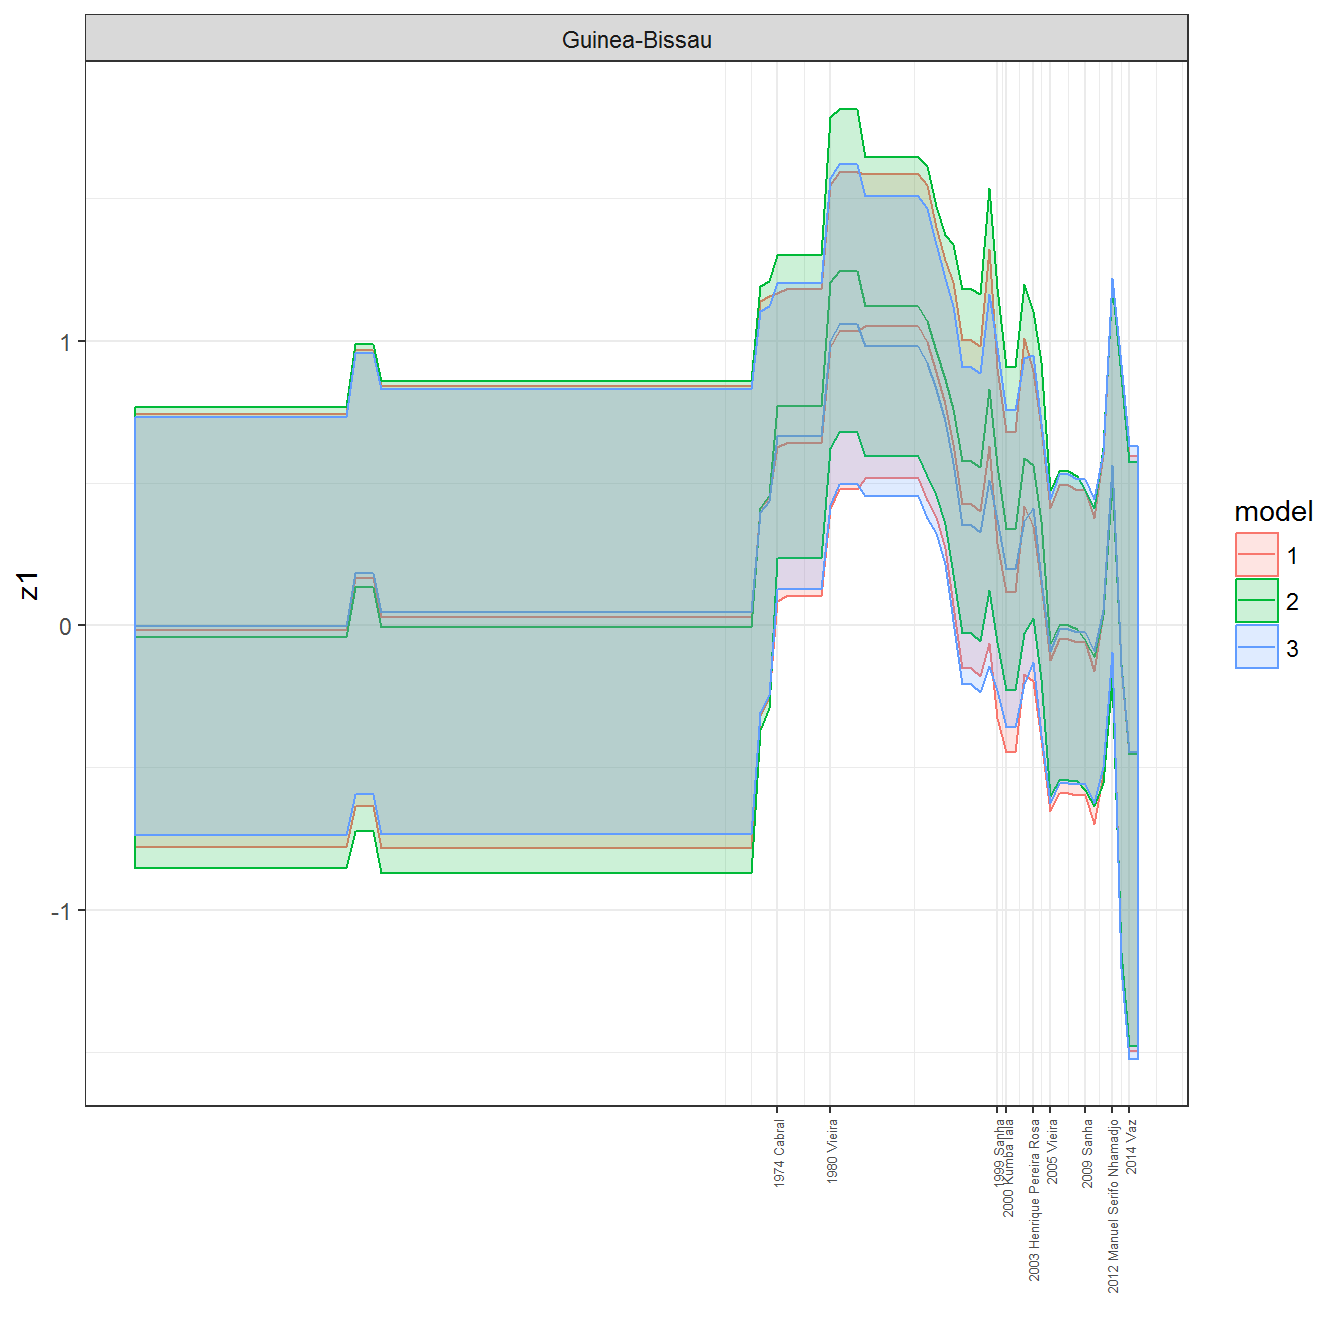 Guinea-Bissau
z1
1
0
-1
1974 Cabral
1980 Vieira
1999 Sanha
2000 Kumba Iala
2003 Henrique Pereira Rosa
2005 Vieira
2009 Sanha
2012 Manuel Serifo Nhamadjo
2014 Vaz
model
1
2
3